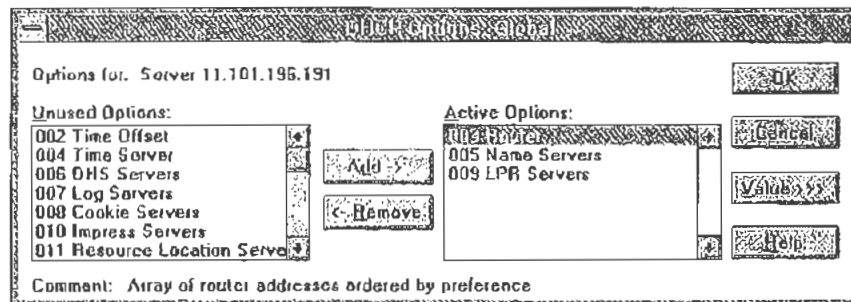 DHCP Options: Global
Options for: Server 11.101.196.191
OK
Unused Options:
002 Time Offset
004 Time Server
006 DNS Servers
007 Log Servers
008 Cookie Servers
010 Impress Servers
011 Resource Location Serve
Add ->
<- Remove
Active Options:
003 Router
005 Name Servers
009 LPR Servers
Cancel
Value >>>
Help
Comment: Array of router addresses ordered by preference